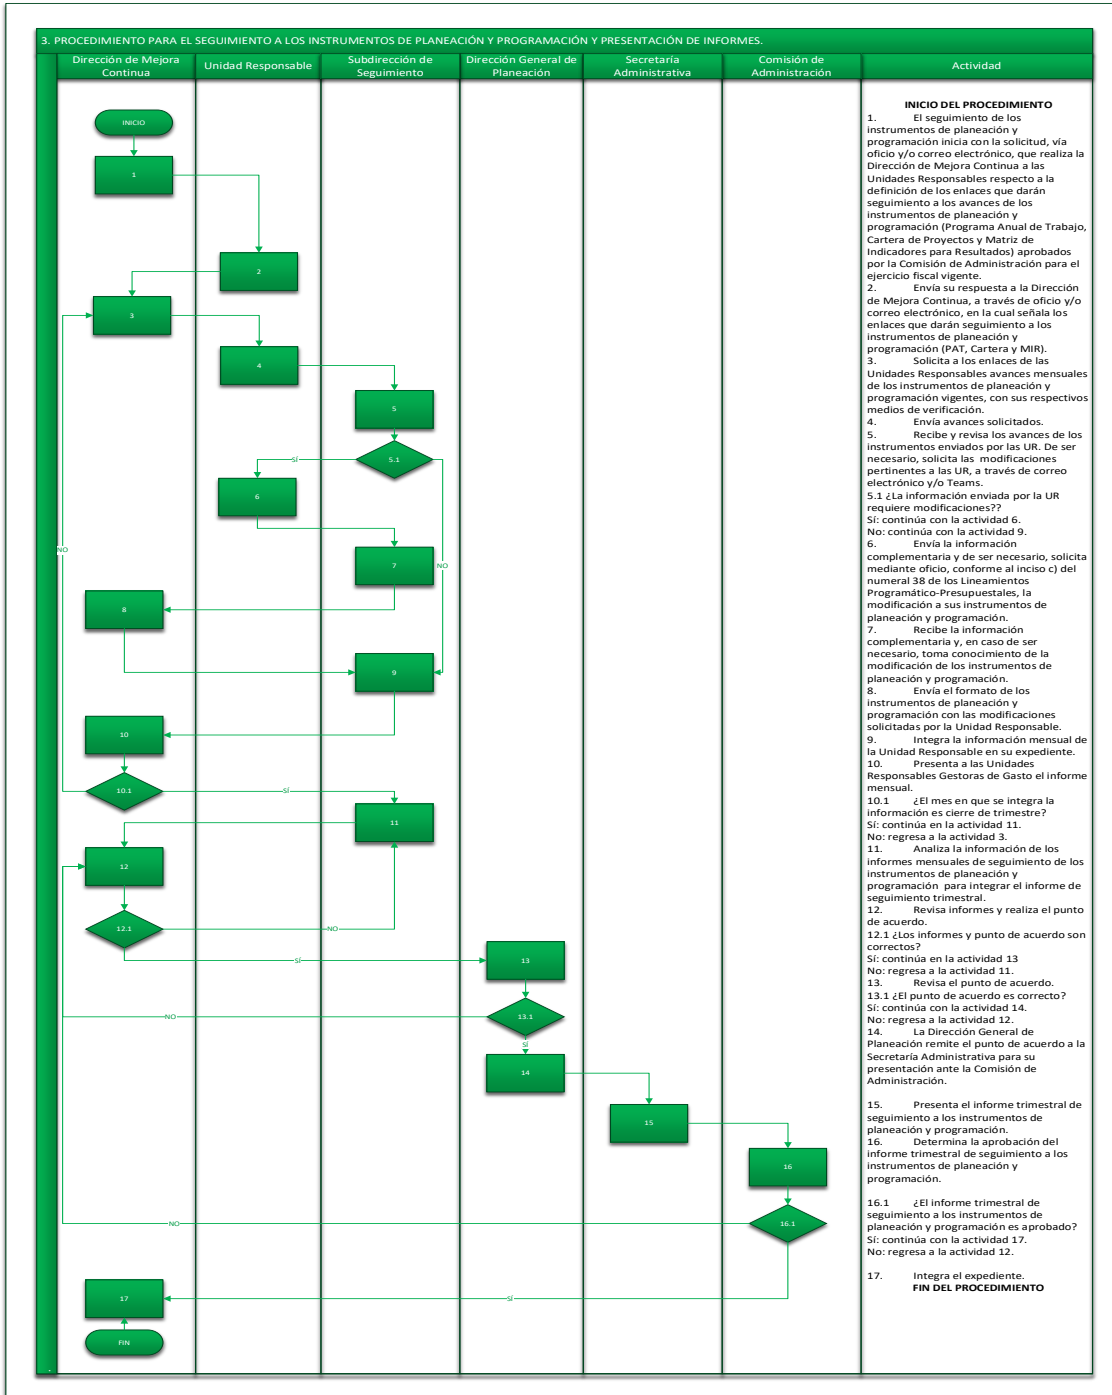 3. PROCEDIMIENTO PARA EL SEGUIMIENTO A LOS INSTRUMENTOS DE PLANEACIÓN Y PROGRAMACIÓN Y PRESENTACIÓN DE INFORMES.
Dirección de Mejora
Continua
Unidad Responsable
Subdirección de
Seguimiento
Dirección General de
Planeación
Secretaría
Administrativa
Comisión de
Administración
Actividad
INICIO
1
2
3
4
5
5.1
SÍ
6
NO
7
NO
8
9
10
10.1
SÍ
11
12
12.1
NO
SÍ
13
13.1
NO
SÍ
14
15
16
16.1
NO
17
SÍ
FIN
INICIO DEL PROCEDIMIENTO
1. El seguimiento de los
instrumentos de planeación y
programación inicia con la solicitud, vía
oficio y/o correo electrónico, que realiza la
Dirección de Mejora Continua a las
Unidades Responsables respecto a la
definición de los enlaces que darán
seguimiento a los avances de los
instrumentos de planeación y
programación (Programa Anual de Trabajo,
Cartera de Proyectos y Matriz de
Indicadores para Resultados) aprobados
por la Comisión de Administración para el
ejercicio fiscal vigente.
2. Envía su respuesta a la Dirección
de Mejora Continua, a través de oficio y/o
correo electrónico, en la cual señala los
enlaces que darán seguimiento a los
instrumentos de planeación y
programación (PAT, Cartera y MIR).
3. Solicita a los enlaces de las
Unidades Responsables avances mensuales
de los instrumentos de planeación y
programación vigentes, con sus respectivos
medios de verificación.
4. Envía avances solicitados.
5. Recibe y revisa los avances de los
instrumentos enviados por las UR. De ser
necesario, solicita las modificaciones
pertinentes a las UR, a través de correo
electrónico y/o Teams.
5.1 ¿La información enviada por la UR
requiere modificaciones??
Sí: continúa con la actividad 6.
No: continúa con la actividad 9.
6. Envía la información
complementaria y de ser necesario, solicita
mediante oficio, conforme al inciso c) del
numeral 38 de los Lineamientos
Programático-Presupuestales, la
modificación a sus instrumentos de
planeación y programación.
7. Recibe la información
complementaria y, en caso de ser
necesario, toma conocimiento de la
modificación de los instrumentos de
planeación y programación.
8. Envía el formato de los
instrumentos de planeación y
programación con las modificaciones
solicitadas por la Unidad Responsable.
9. Integra la información mensual de
la Unidad Responsable en su expediente.
10. Presenta a las Unidades
Responsables Gestoras de Gasto el informe
mensual.
10.1 ¿El mes en que se integra la
información es cierre de trimestre?
Sí: continúa en la actividad 11.
No: regresa a la actividad 3.
11. Analiza la información de los
informes mensuales de seguimiento de los
instrumentos de planeación y
programación para integrar el informe de
seguimiento trimestral.
12. Revisa informes y realiza el punto
de acuerdo.
12.1 ¿Los informes y punto de acuerdo son
correctos?
Sí: continúa en la actividad 13
No: regresa a la actividad 11.
13. Revisa el punto de acuerdo.
13.1 ¿El punto de acuerdo es correcto?
Sí: continúa con la actividad 14.
No: regresa a la actividad 12.
14. La Dirección General de
Planeación remite el punto de acuerdo a la
Secretaría Administrativa para su
presentación ante la Comisión de
Administración.
15. Presenta el informe trimestral de
seguimiento a los instrumentos de
planeación y programación.
16. Determina la aprobación del
informe trimestral de seguimiento a los
instrumentos de planeación y
programación.
16.1 ¿El informe trimestral de
seguimiento a los instrumentos de
planeación y programación es aprobado?
Sí: continúa con la actividad 17.
No: regresa a la actividad 12.
17. Integra el expediente.
FIN DEL PROCEDIMIENTO